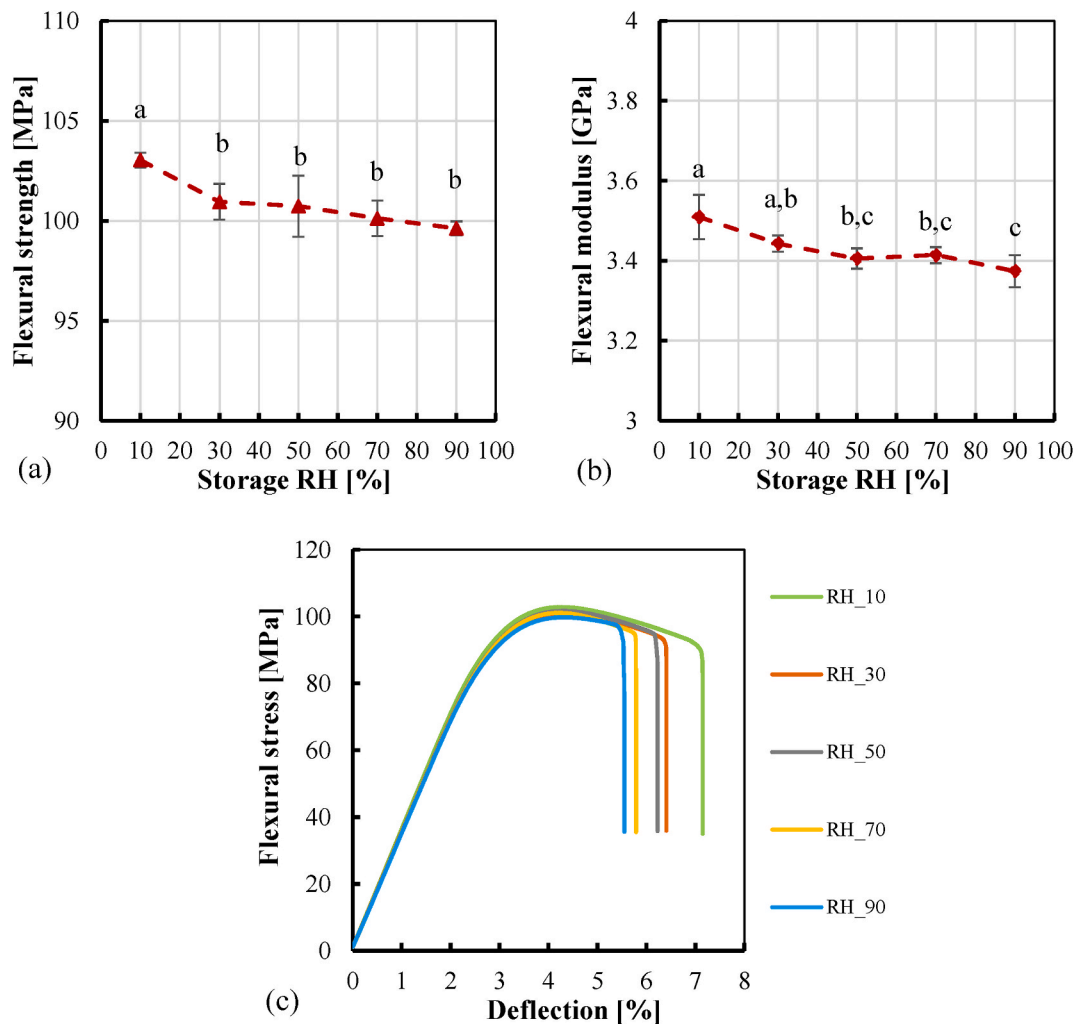 110
105
100
95
90
Flexural strength [MPa]
a
b
b
b
b
0 10 20 30 40 50 60 70 80 90 100
(a)
Storage RH [%]
4
3.8
3.6
3.4
3.2
3
Flexural modulus [GPa]
a
a,b
b,c
b,c
c
0 10 20 30 40 50 60 70 80 90 100
(b)
Storage RH [%]
120
100
80
60
40
20
0
Flexural stress [MPa]
0 1 2 3 4 5 6 7 8
(c)
Deflection [%]
RH_10
RH_30
RH_50
RH_70
RH_90